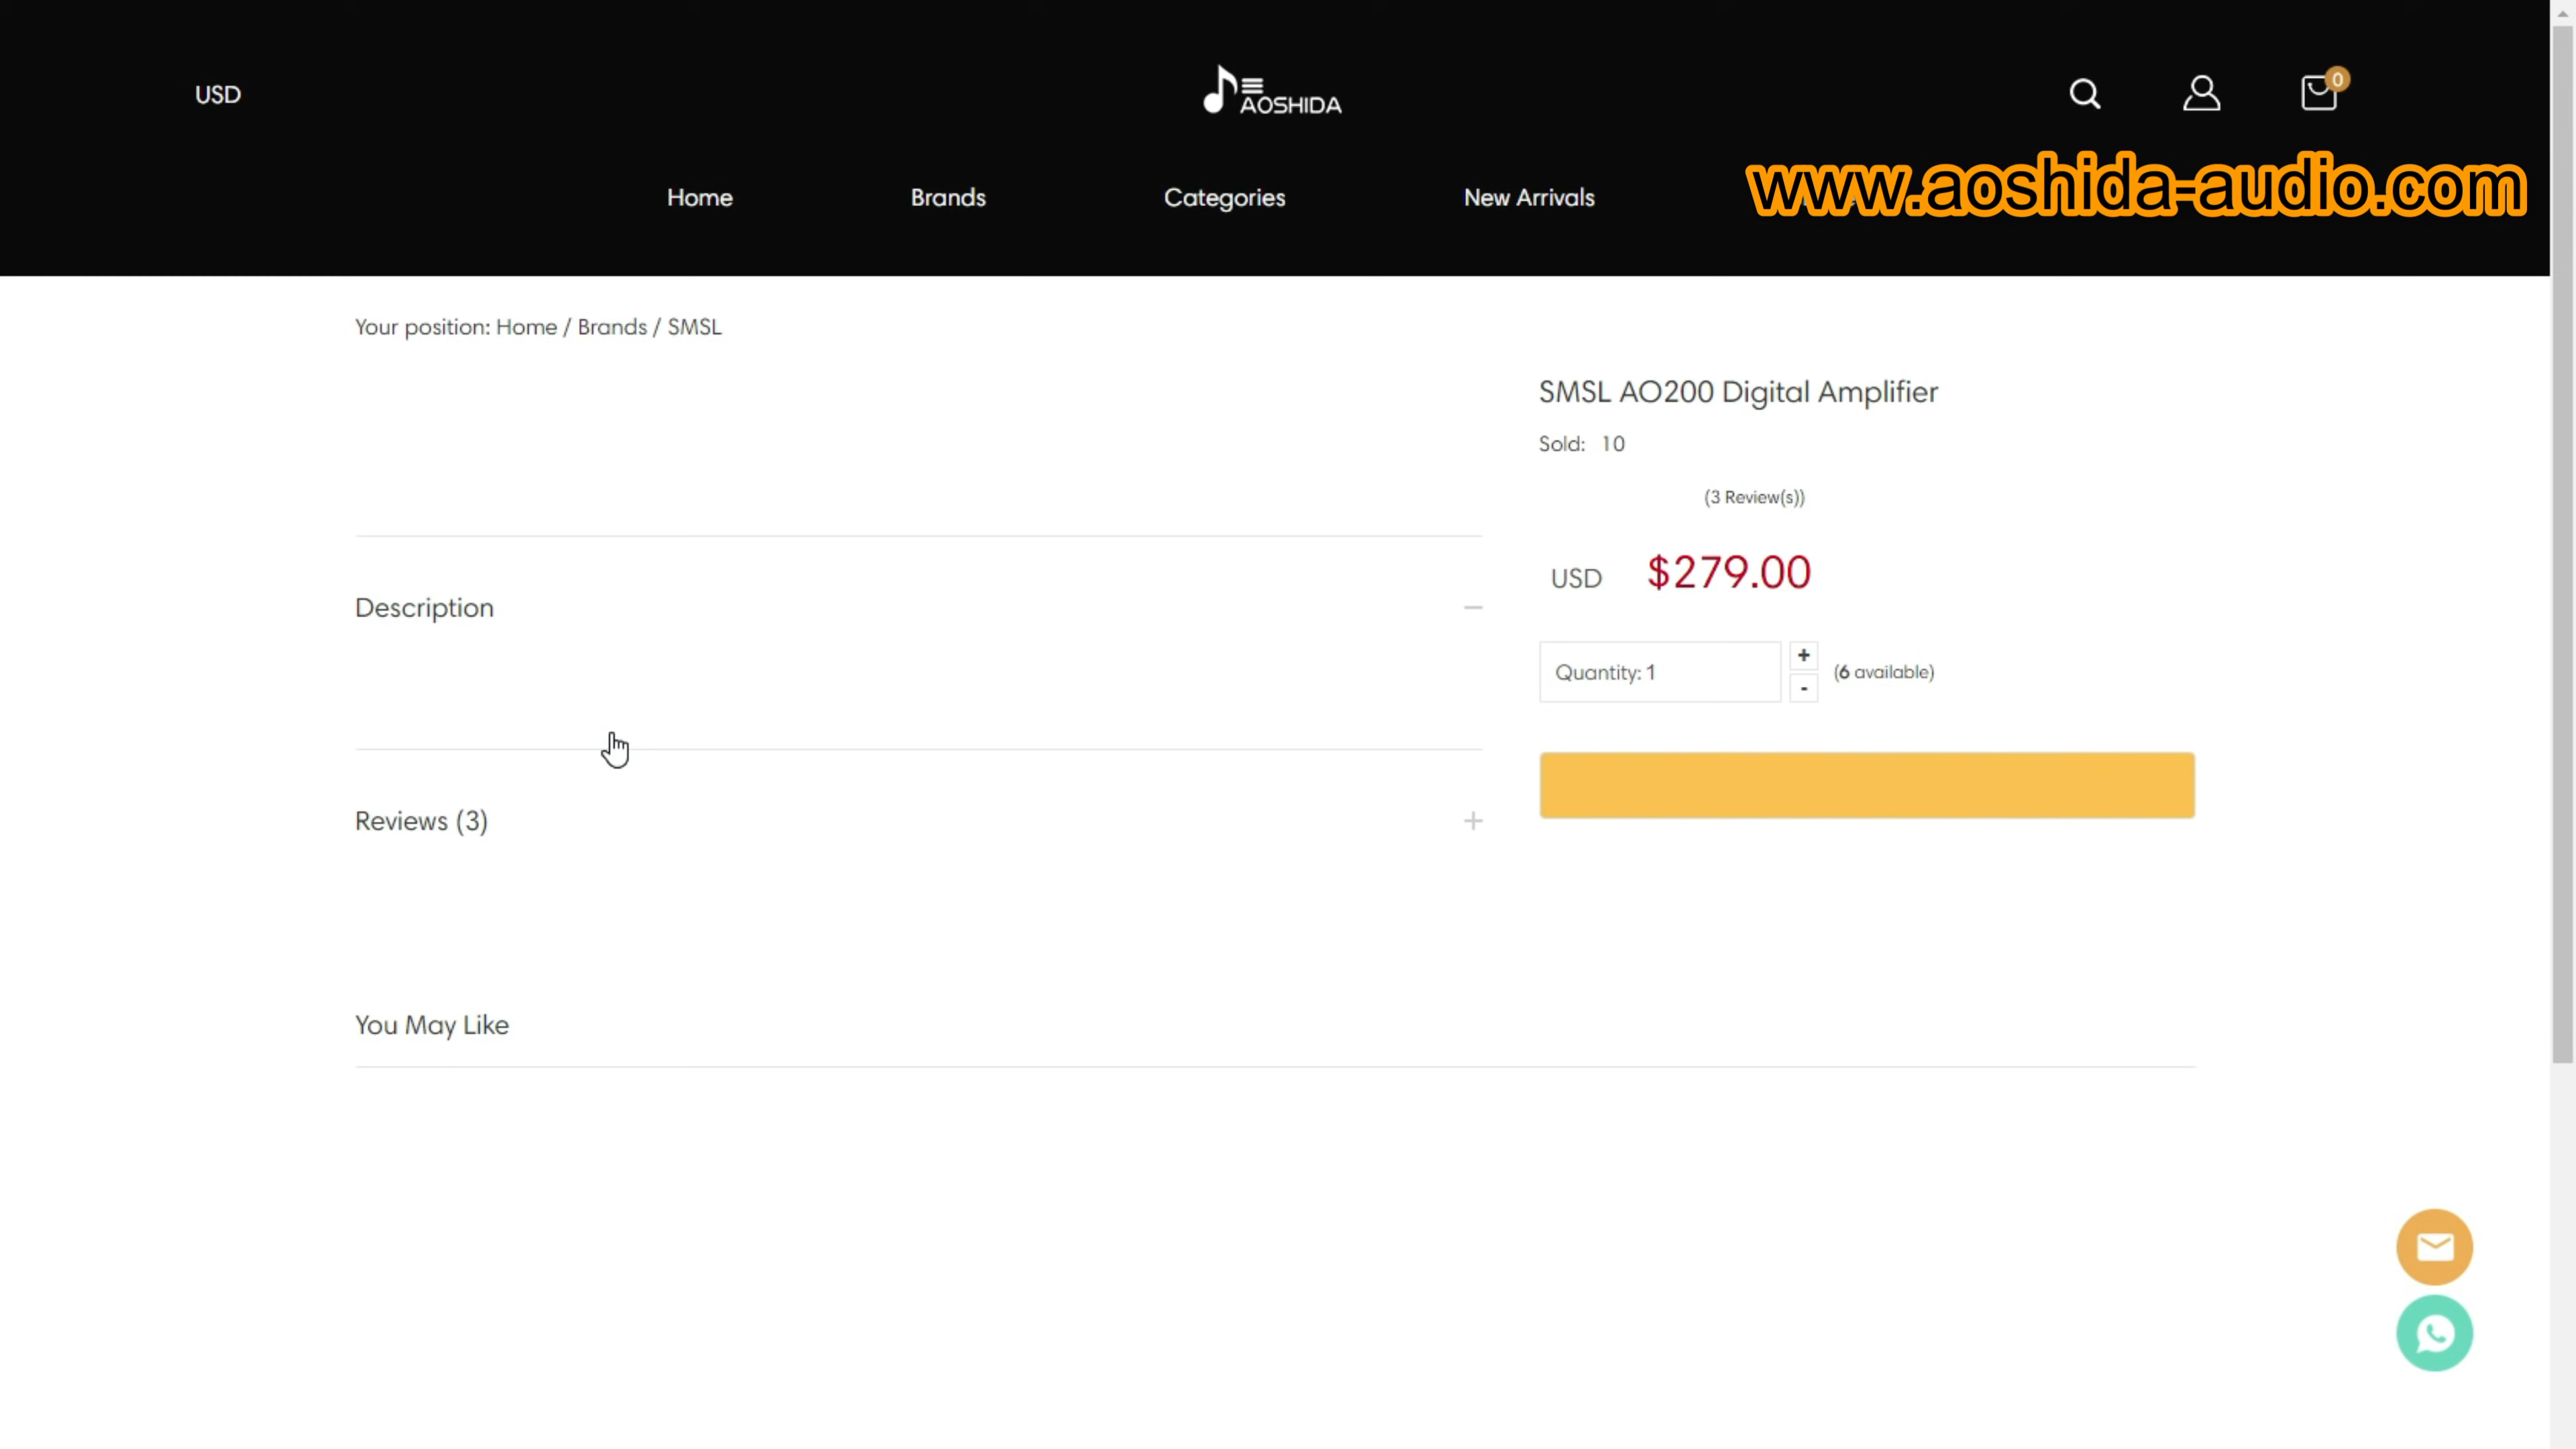 USD
AOSHIDA
0
Home
Brands
Categories
New Arrivals
www.aoshida-audio.com
Your position: Home / Brands / SMSL
SMSL AO200 Digital Amplifier
Sold: 10
(3 Review(s))
USD $279.00
Description
−
Quantity: 1
+
-
(6 available)
Reviews (3)
+
You May Like